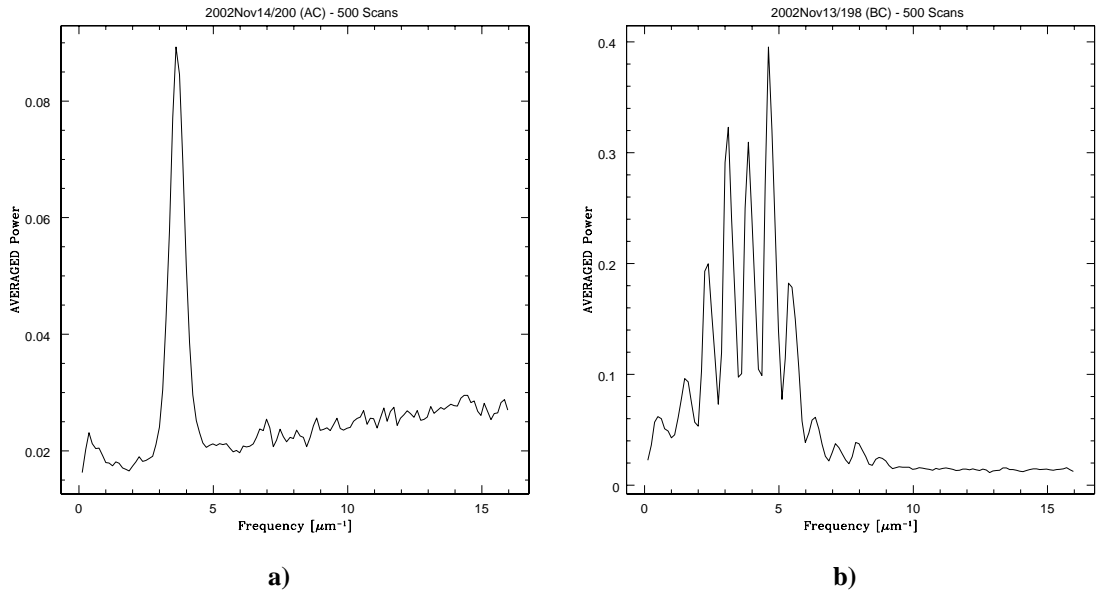 2002Nov14/200 (AC) - 500 Scans
0.08
0.06
0.04
0.02
AVERAGED Power
0 5 10 15
Frequency [μm⁻¹]
a)
2002Nov13/198 (BC) - 500 Scans
0.4
0.3
0.2
0.1
0
AVERAGED Power
0 5 10 15
Frequency [μm⁻¹]
b)